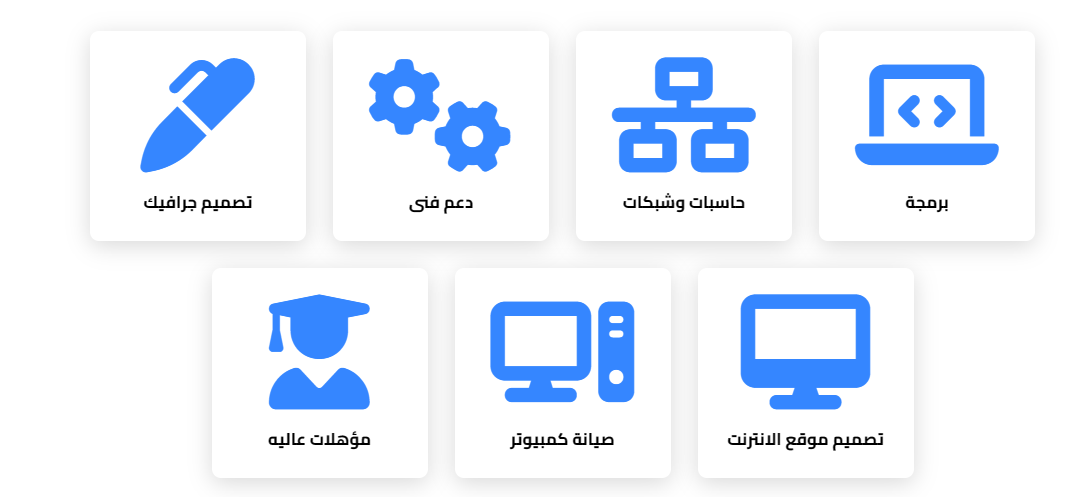 برمجة
حاسبات وشبكات
دعم فنى
تصميم جرافيك
تصميم موقع الانترنت
صيانة كمبيوتر
مؤهلات عاليه